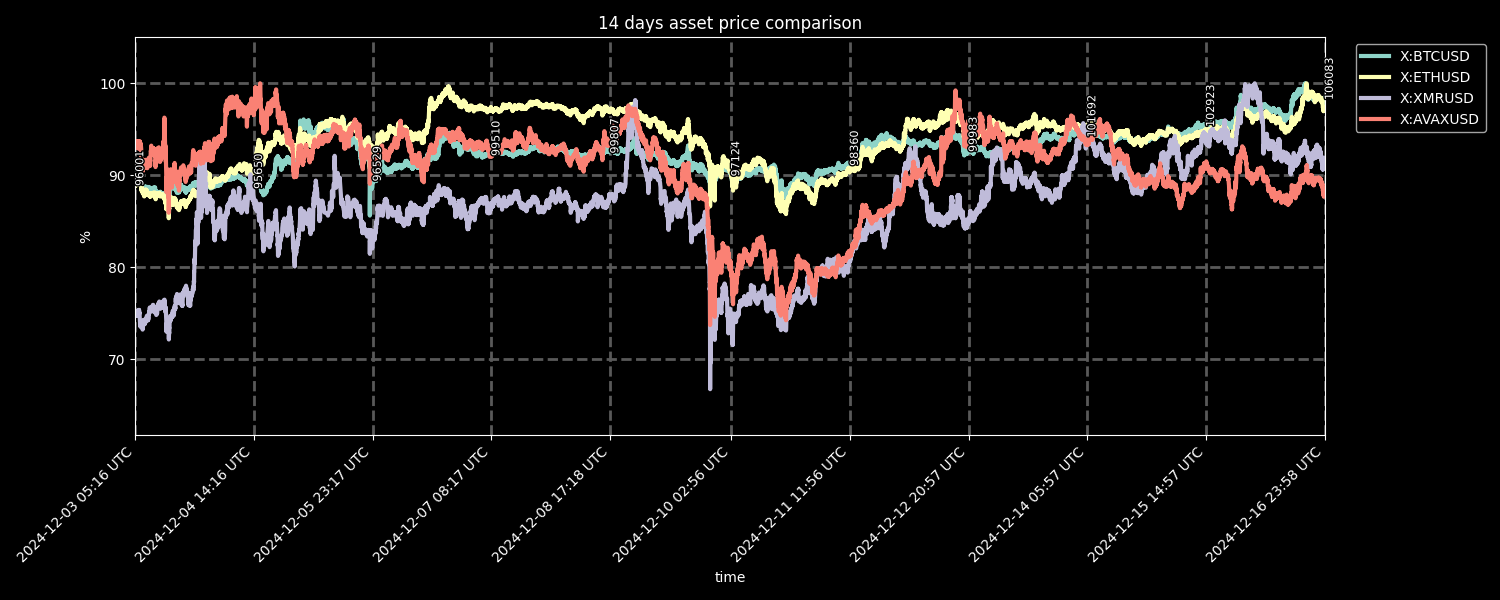 14 days asset price comparison
X:BTCUSD
X:ETHUSD
X:XMRUSD
X:AVAXUSD
100
90
80
70
%
96003
95650
96529
99510
99807
97124
98360
99983
101692
102923
106083
2024-12-03 05:16 UTC
2024-12-04 14:16 UTC
2024-12-05 23:17 UTC
2024-12-07 08:17 UTC
2024-12-08 17:18 UTC
2024-12-10 02:56 UTC
2024-12-11 11:56 UTC
2024-12-12 20:57 UTC
2024-12-14 05:57 UTC
2024-12-15 14:57 UTC
2024-12-16 23:58 UTC
time